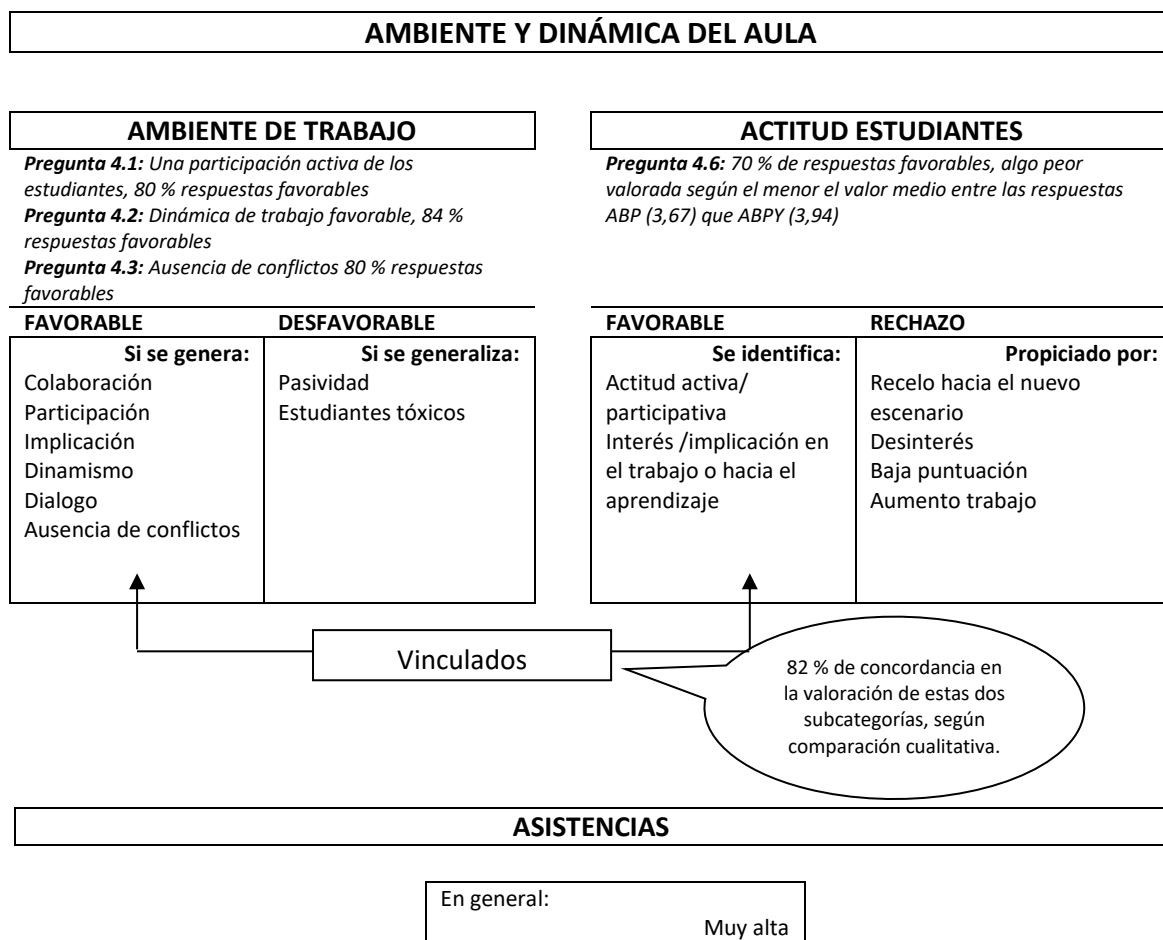 AMBIENTE Y DINÁMICA DEL AULA
AMBIENTE DE TRABAJO
Pregunta 4.1: Una participación activa de los
estudiantes, 80 % respuestas favorables
Pregunta 4.2: Dinámica de trabajo favorable, 84 %
respuestas favorables
Pregunta 4.3: Ausencia de conflictos 80 % respuestas
favorables
FAVORABLE
Si se genera:
Colaboración
Participación
Implicación
Dinamismo
Dialogo
Ausencia de conflictos
DESFAVORABLE
Si se generaliza:
Pasividad
Estudiantes tóxicos
ACTITUD ESTUDIANTES
Pregunta 4.6: 70 % de respuestas favorables, algo peor
valorada según el menor el valor medio entre las respuestas
ABP (3,67) que ABPY (3,94)
FAVORABLE
Se identifica:
Actitud activa/
participativa
Interés /implicación en
el trabajo o hacia el
aprendizaje
RECHAZO
Propiciado por:
Recelo hacia el nuevo
escenario
Desinterés
Baja puntuación
Aumento trabajo
Vinculados
82 % de concordancia en
la valoración de estas dos
subcategorías, según
comparación cualitativa.
ASISTENCIAS
En general:
Muy alta